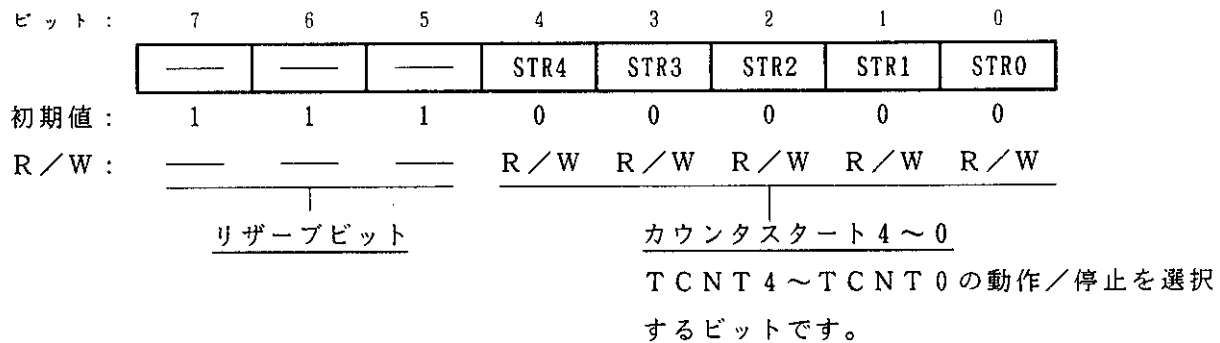 ビット： 7 6 5 4 3 2 1 0
— — — STR4 STR3 STR2 STR1 STR0
初期値： 1 1 1 0 0 0 0 0
R／W： — — — R／W R／W R／W R／W R／W
リザーブビット カウンタスタート4～0
TCNT4～TCNT0の動作／停止を選択
するビットです。